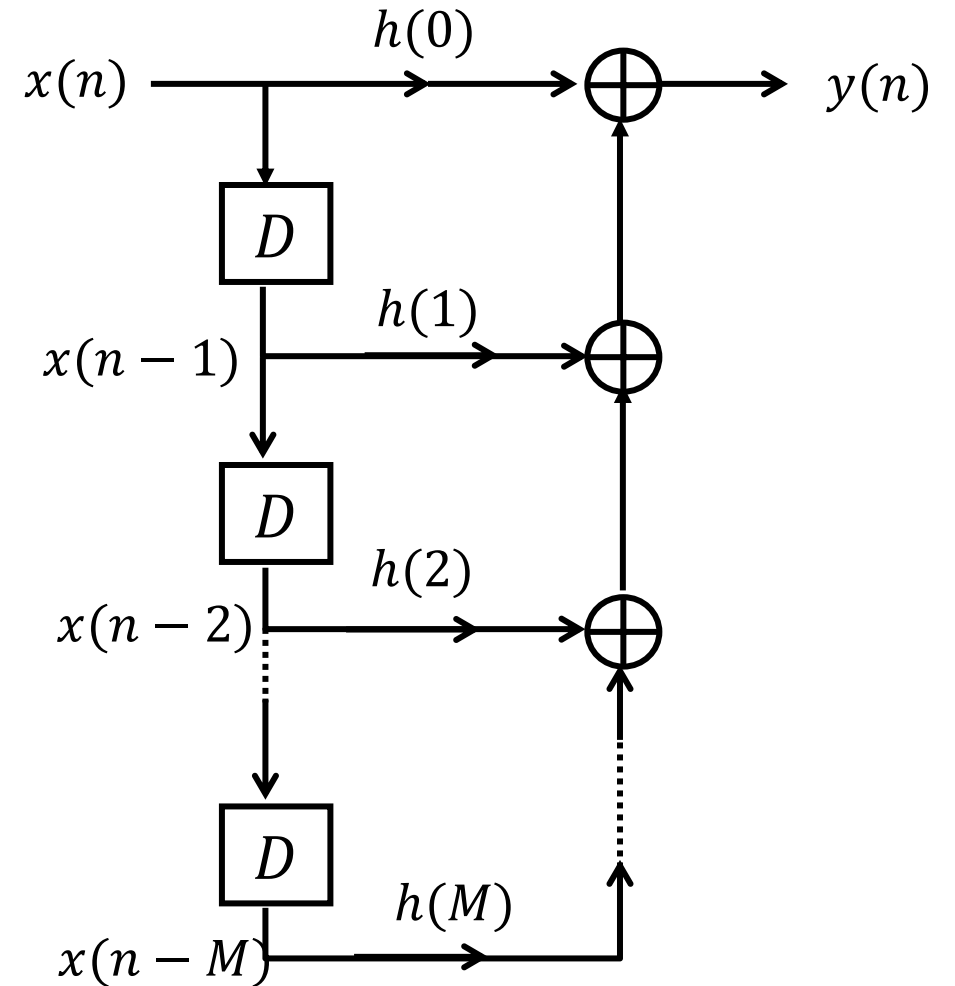 h(0)
x(n) y(n)
D
h(1)
x(n − 1)
D
h(2)
x(n − 2)
D
h(M)
x(n − M)